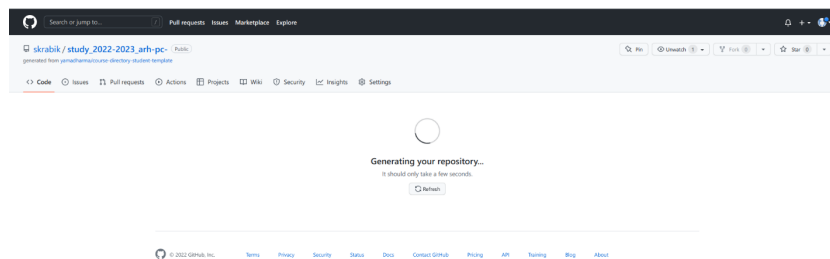 Search or jump to... / Pull requests Issues Marketplace Explore
skrabik / study_2022-2023_arh-pc- Public Pin Unwatch 1 Fork 0 Star 0
generated from yamadharma/course-directory-student-template
Code Issues Pull requests Actions Projects Wiki Security Insights Settings
Generating your repository...
It should only take a few seconds.
Refresh
© 2022 GitHub, Inc. Terms Privacy Security Status Docs Contact GitHub Pricing API Training Blog About